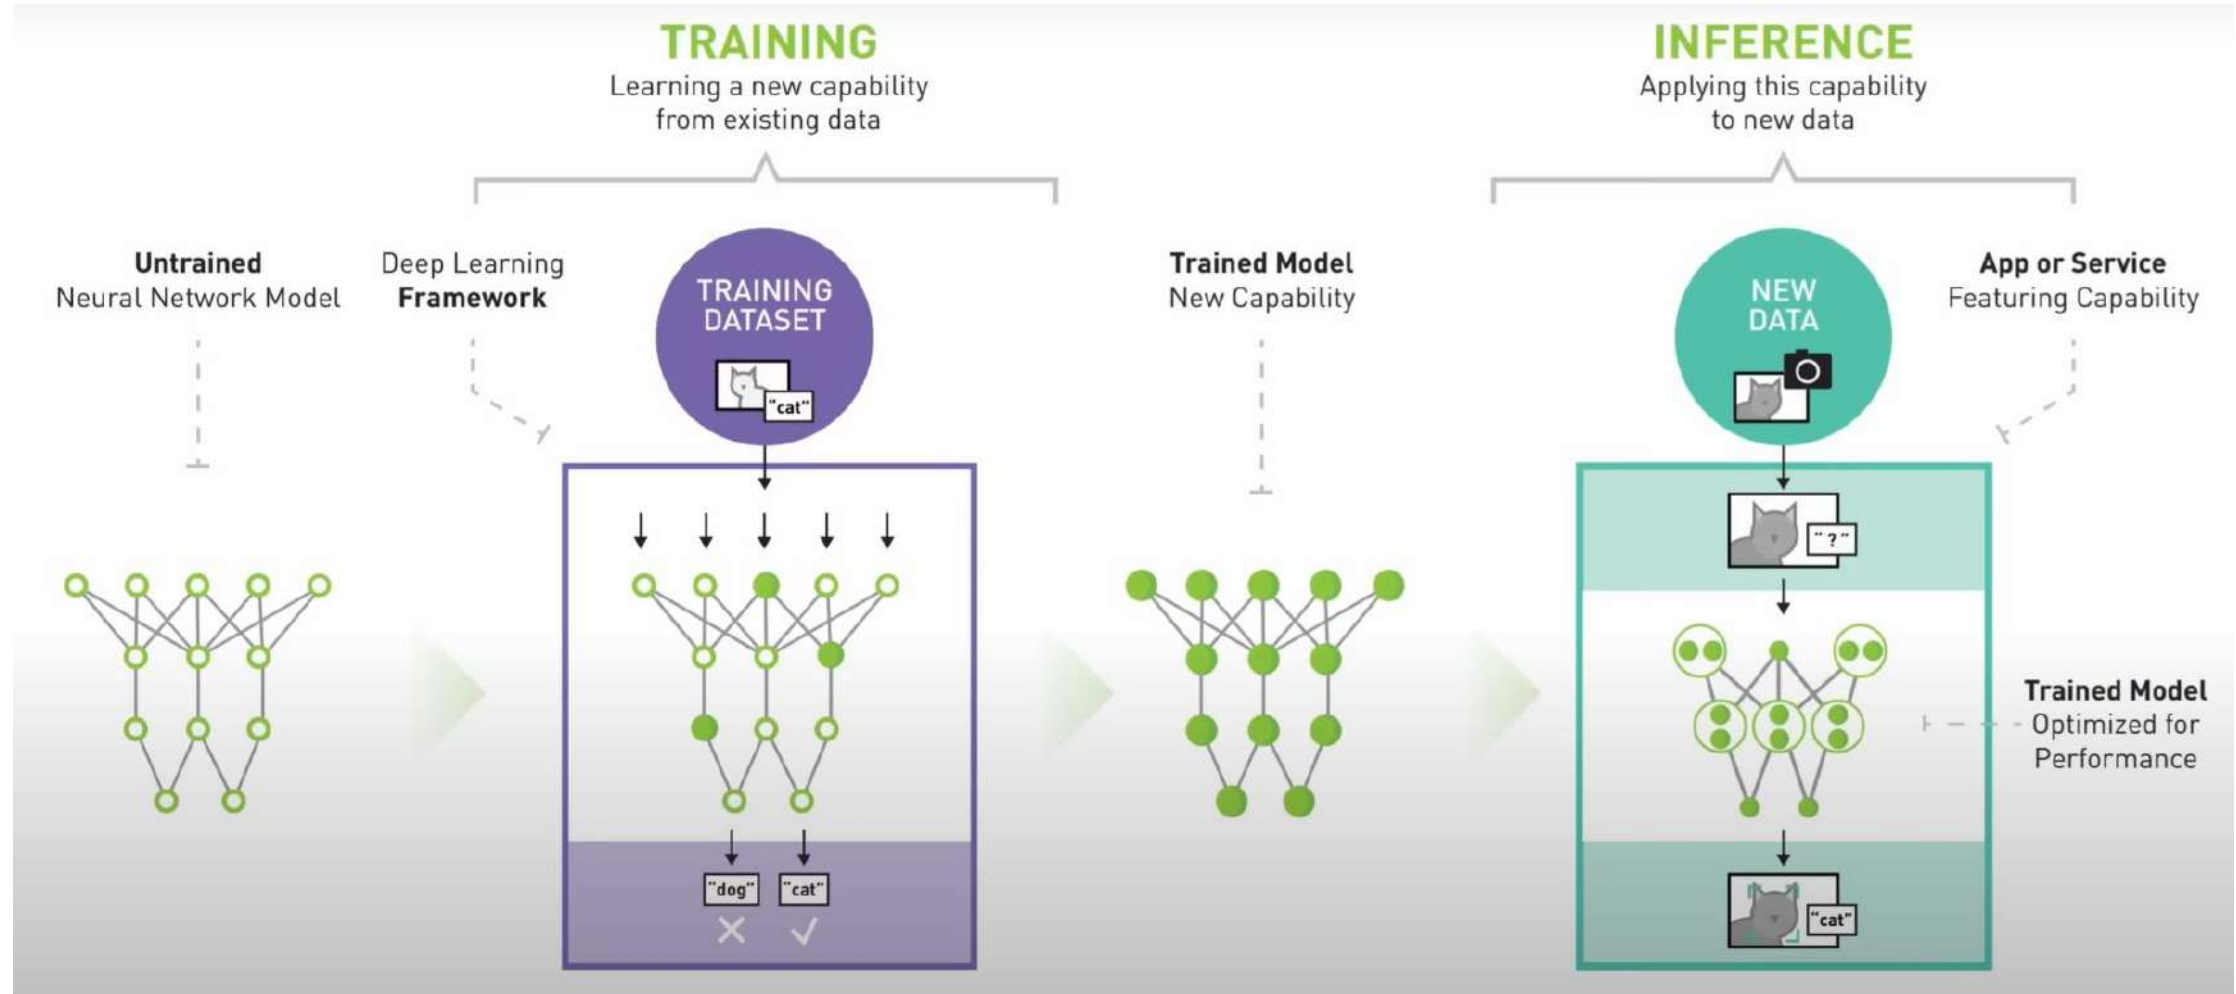 TRAINING
Learning a new capability
from existing data
INFERENCE
Applying this capability
to new data
Untrained
Neural Network Model
Deep Learning
Framework
TRAINING
DATASET
"cat"
Trained Model
New Capability
NEW
DATA
App or Service
Featuring Capability
"?"
Trained Model
Optimized for
Performance
"dog"
"cat"
"cat"